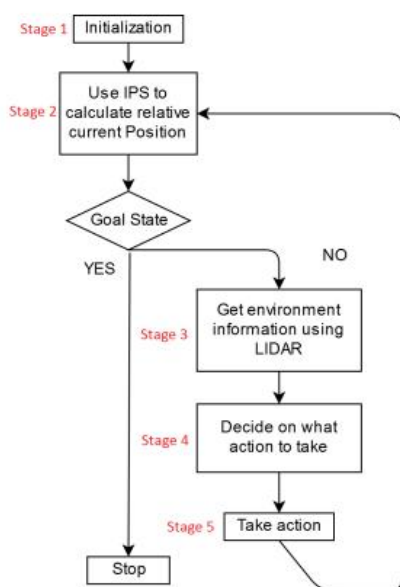 Stage 1
Initialization
Stage 2
Use IPS to
calculate relative
current Position
Goal State
YES
NO
Stage 3
Get environment
information using
LIDAR
Stage 4
Decide on what
action to take
Stage 5
Take action
Stop